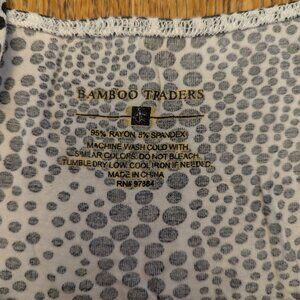 BAMBOO TRADERS
95% RAYON, 5% SPANDEX
MACHINE WASH COLD WITH
SIMILAR COLORS. DO NOT BLEACH.
TUMBLE DRY LOW. COOL IRON IF NEEDED.
MADE IN CHINA
RN# 97884